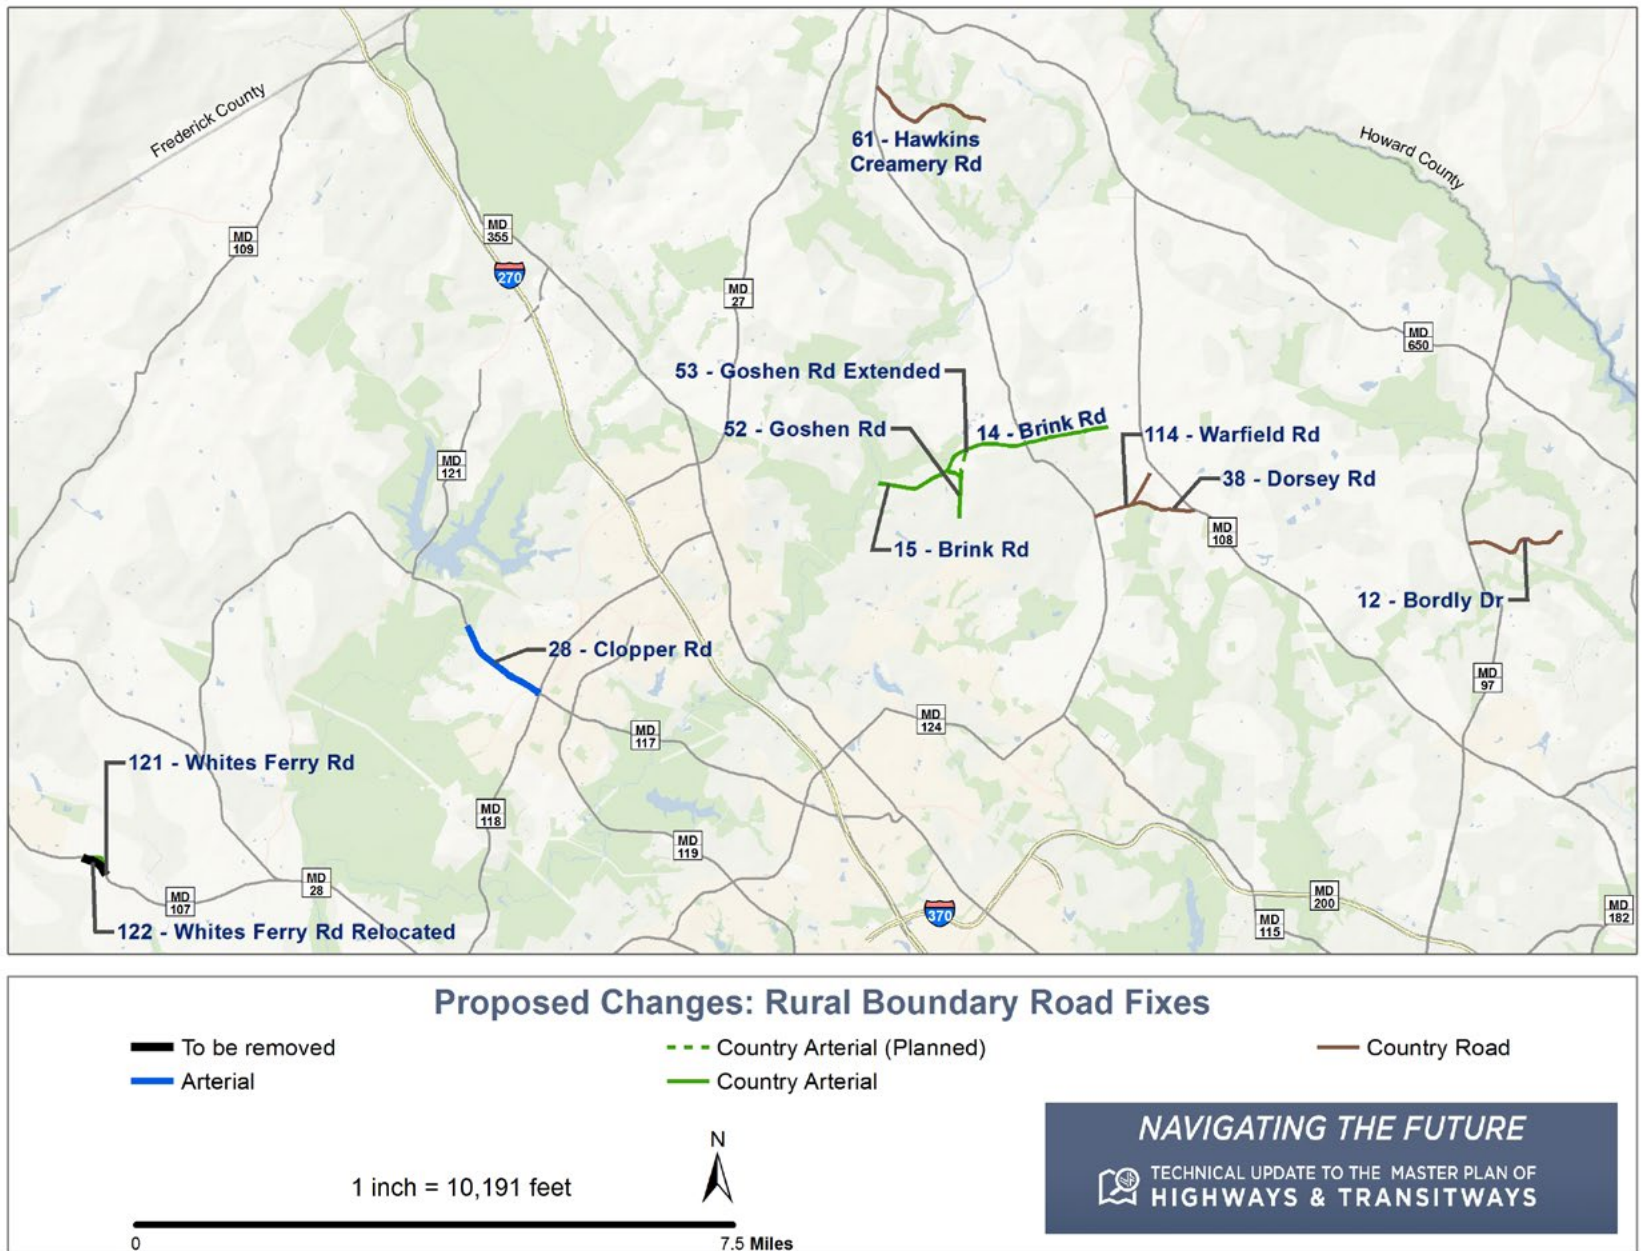 Frederick County
Howard County
61 - Hawkins
Creamery Rd
MD
109
MD
355
270
MD
27
MD
650
53 - Goshen Rd Extended
52 - Goshen Rd
14 - Brink Rd
114 - Warfield Rd
MD
121
38 - Dorsey Rd
MD
108
15 - Brink Rd
12 - Bordly Dr
28 - Clopper Rd
MD
97
MD
124
MD
117
121 - Whites Ferry Rd
MD
118
MD
119
MD
28
MD
107
MD
200
370
MD
115
MD
182
122 - Whites Ferry Rd Relocated
Proposed Changes: Rural Boundary Road Fixes
To be removed
Arterial
Country Arterial (Planned)
Country Arterial
Country Road
N
1 inch = 10,191 feet
0
7.5 Miles
NAVIGATING THE FUTURE
TECHNICAL UPDATE TO THE MASTER PLAN OF
HIGHWAYS & TRANSITWAYS